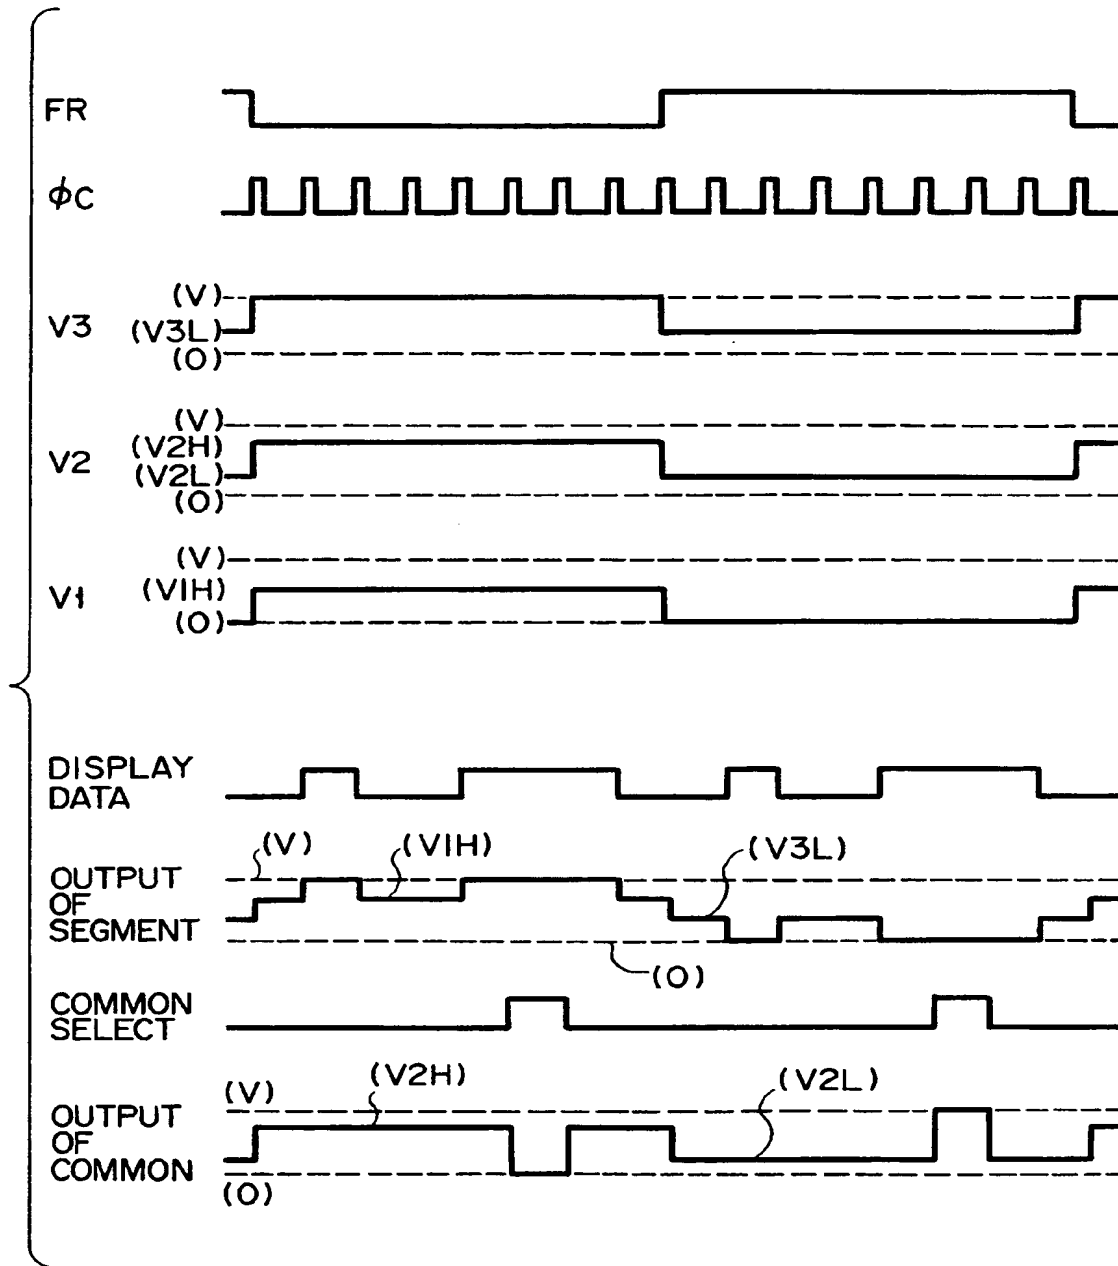 FR
ϕC
(V)
V3
(V3L)
(O)
(V)
(V2H)
V2
(V2L)
(O)
(V)
V1
(V1H)
(O)
DISPLAY
DATA
(V)
(V1H)
(V3L)
OUTPUT
OF
SEGMENT
(O)
COMMON
SELECT
(V2H)
(V2L)
(V)
OUTPUT
OF
COMMON
(O)